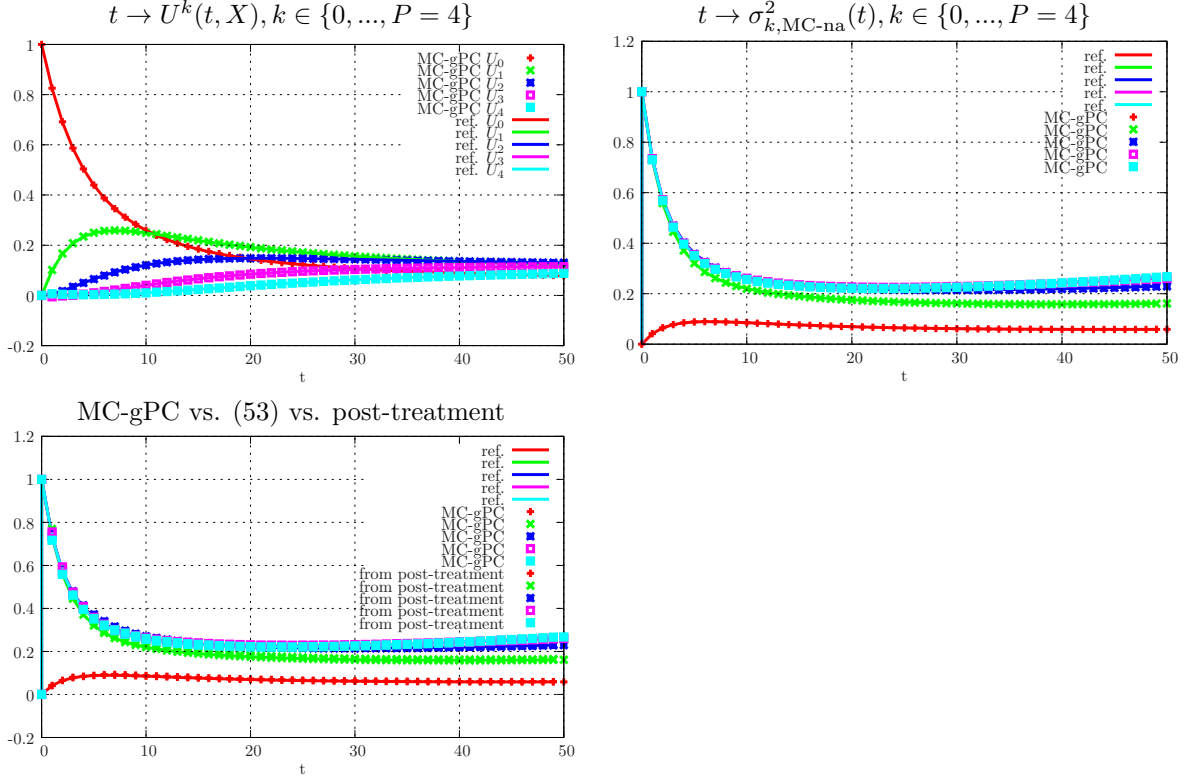 t → U^k(t, X), k ∈ {0, ..., P = 4}
1
0.8
0.6
0.4
0.2
0
-0.2
0 10 20 30 40 50
t
MC-gPC U_0
MC-gPC U_1
MC-gPC U_2
MC-gPC U_3
MC-gPC U_4
ref. U_0
ref. U_1
ref. U_2
ref. U_3
ref. U_4
t → σ^2_{k,MC-na}(t), k ∈ {0, ..., P = 4}
1.2
1
0.8
0.6
0.4
0.2
0
0 10 20 30 40 50
t
ref.
ref.
ref.
ref.
ref.
MC-gPC
MC-gPC
MC-gPC
MC-gPC
MC-gPC
MC-gPC vs. (53) vs. post-treatment
1.2
1
0.8
0.6
0.4
0.2
0
-0.2
0 10 20 30 40 50
t
ref.
ref.
ref.
ref.
ref.
MC-gPC
MC-gPC
MC-gPC
MC-gPC
MC-gPC
from post-treatment
from post-treatment
from post-treatment
from post-treatment
from post-treatment